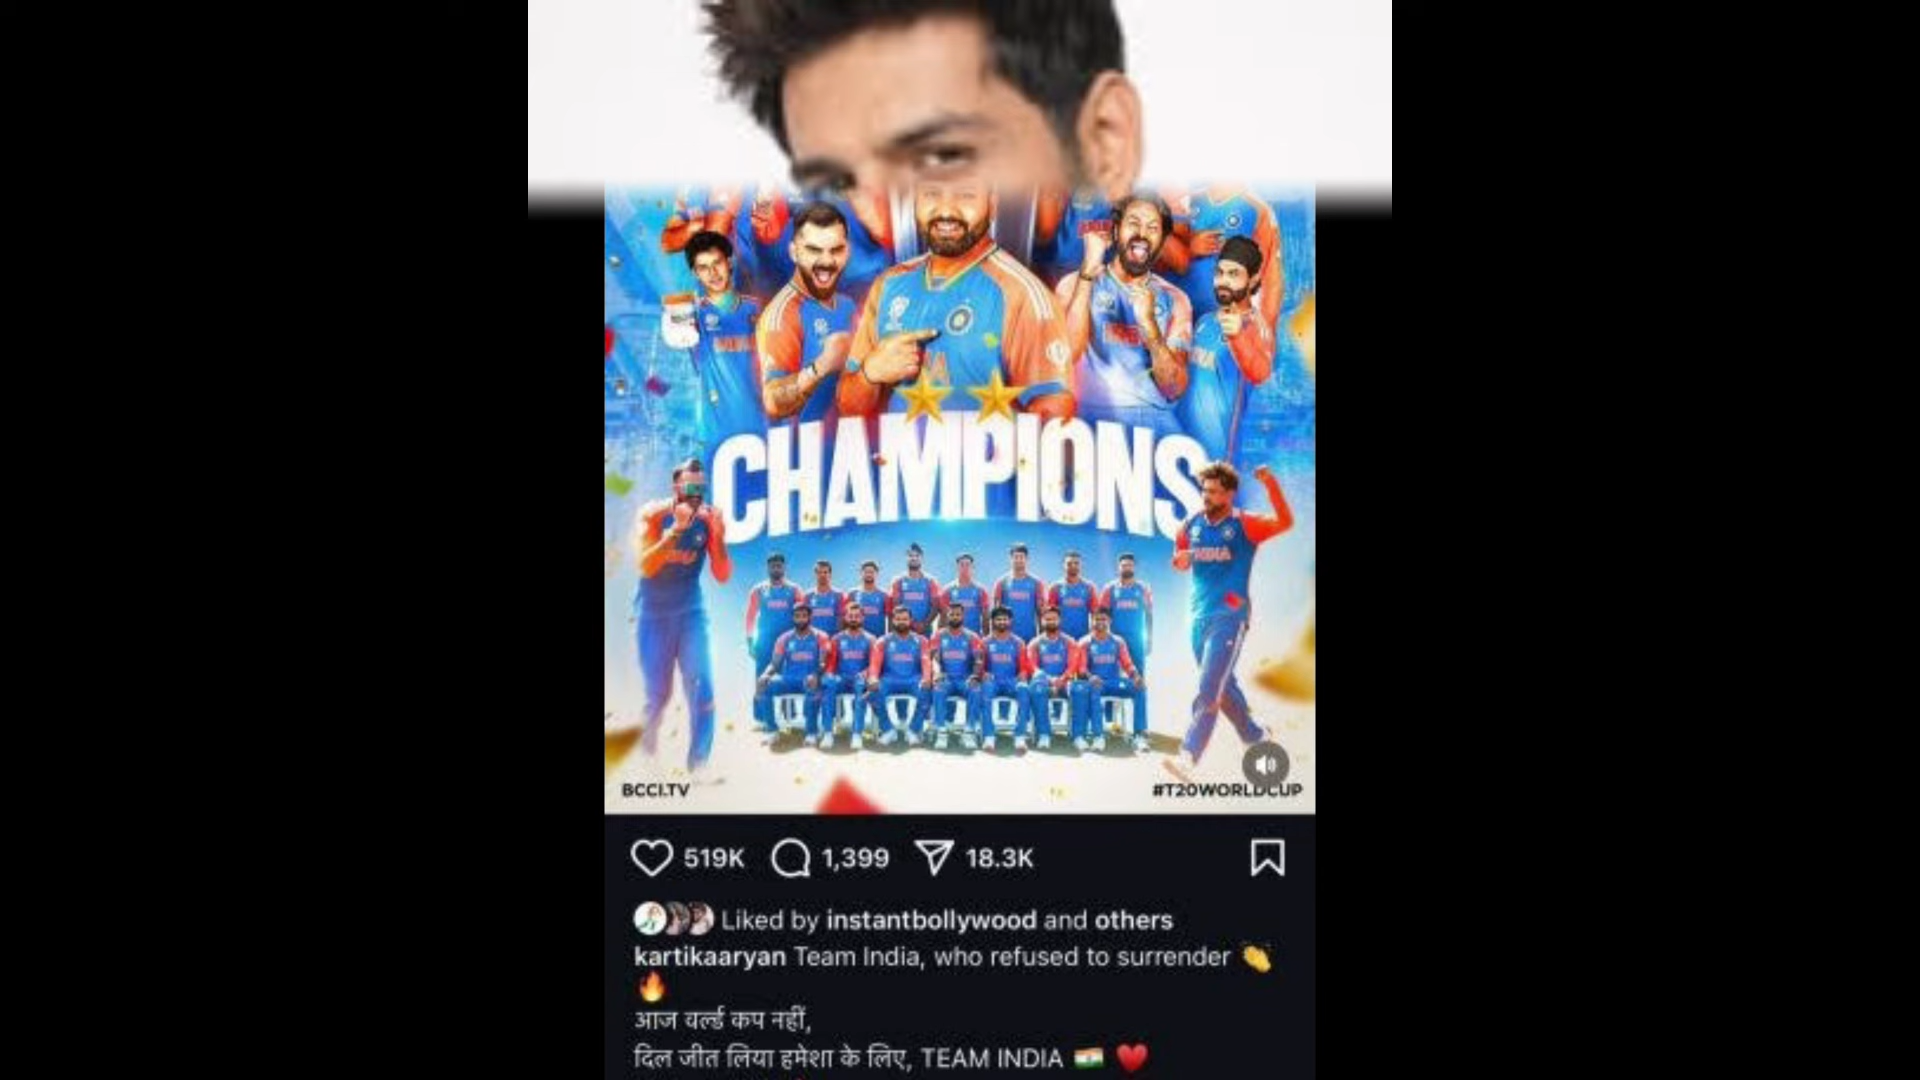 CHAMPIONS
BCCI.TV
#T20WORLDCUP
519K 1,399 18.3K
Liked by instantbollywood and others
kartikaaryan Team India, who refused to surrender 👏
🔥
आज वर्ल्ड कप नहीं,
दिल जीत लिया हमेशा के लिए, TEAM INDIA 🇮🇳 ❤️